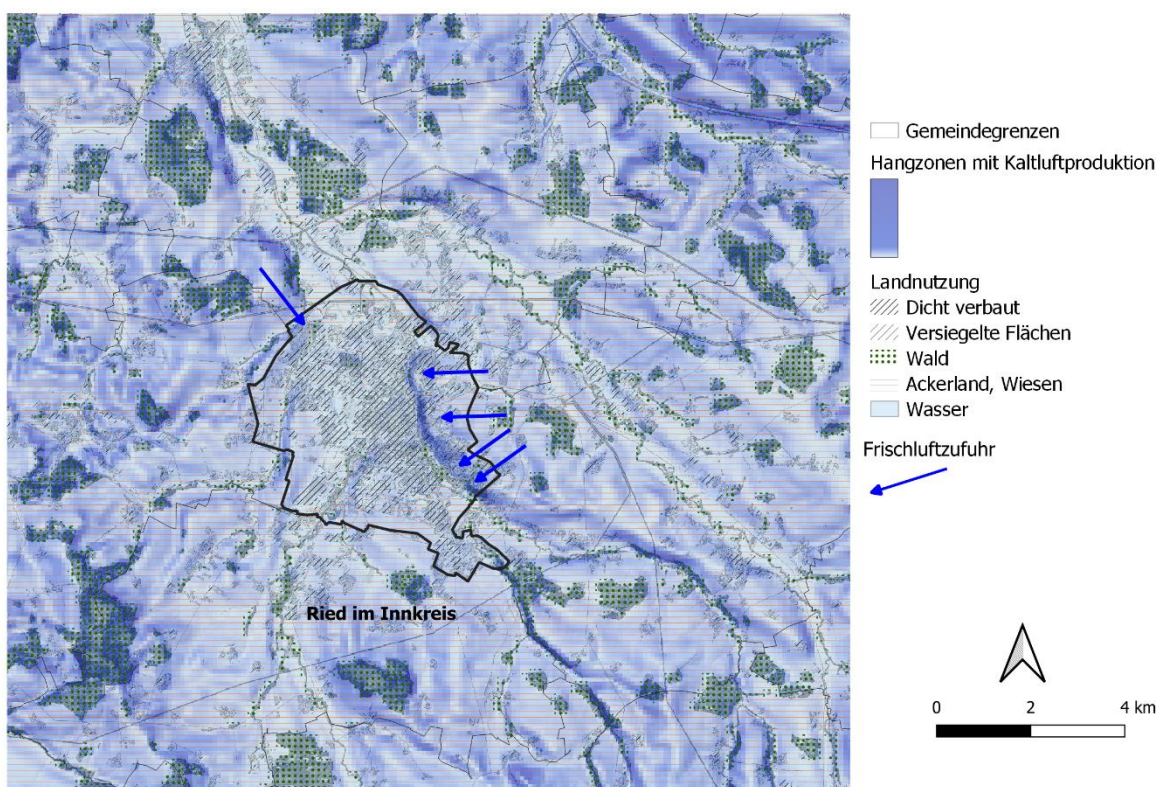 Gemeindegrenzen
Hangzonen mit Kaltluftproduktion
Landnutzung
Dicht verbaut
Versiegelte Flächen
Wald
Ackerland, Wiesen
Wasser
Frischluftzufuhr
Ried im Innkreis
0 2 4 km